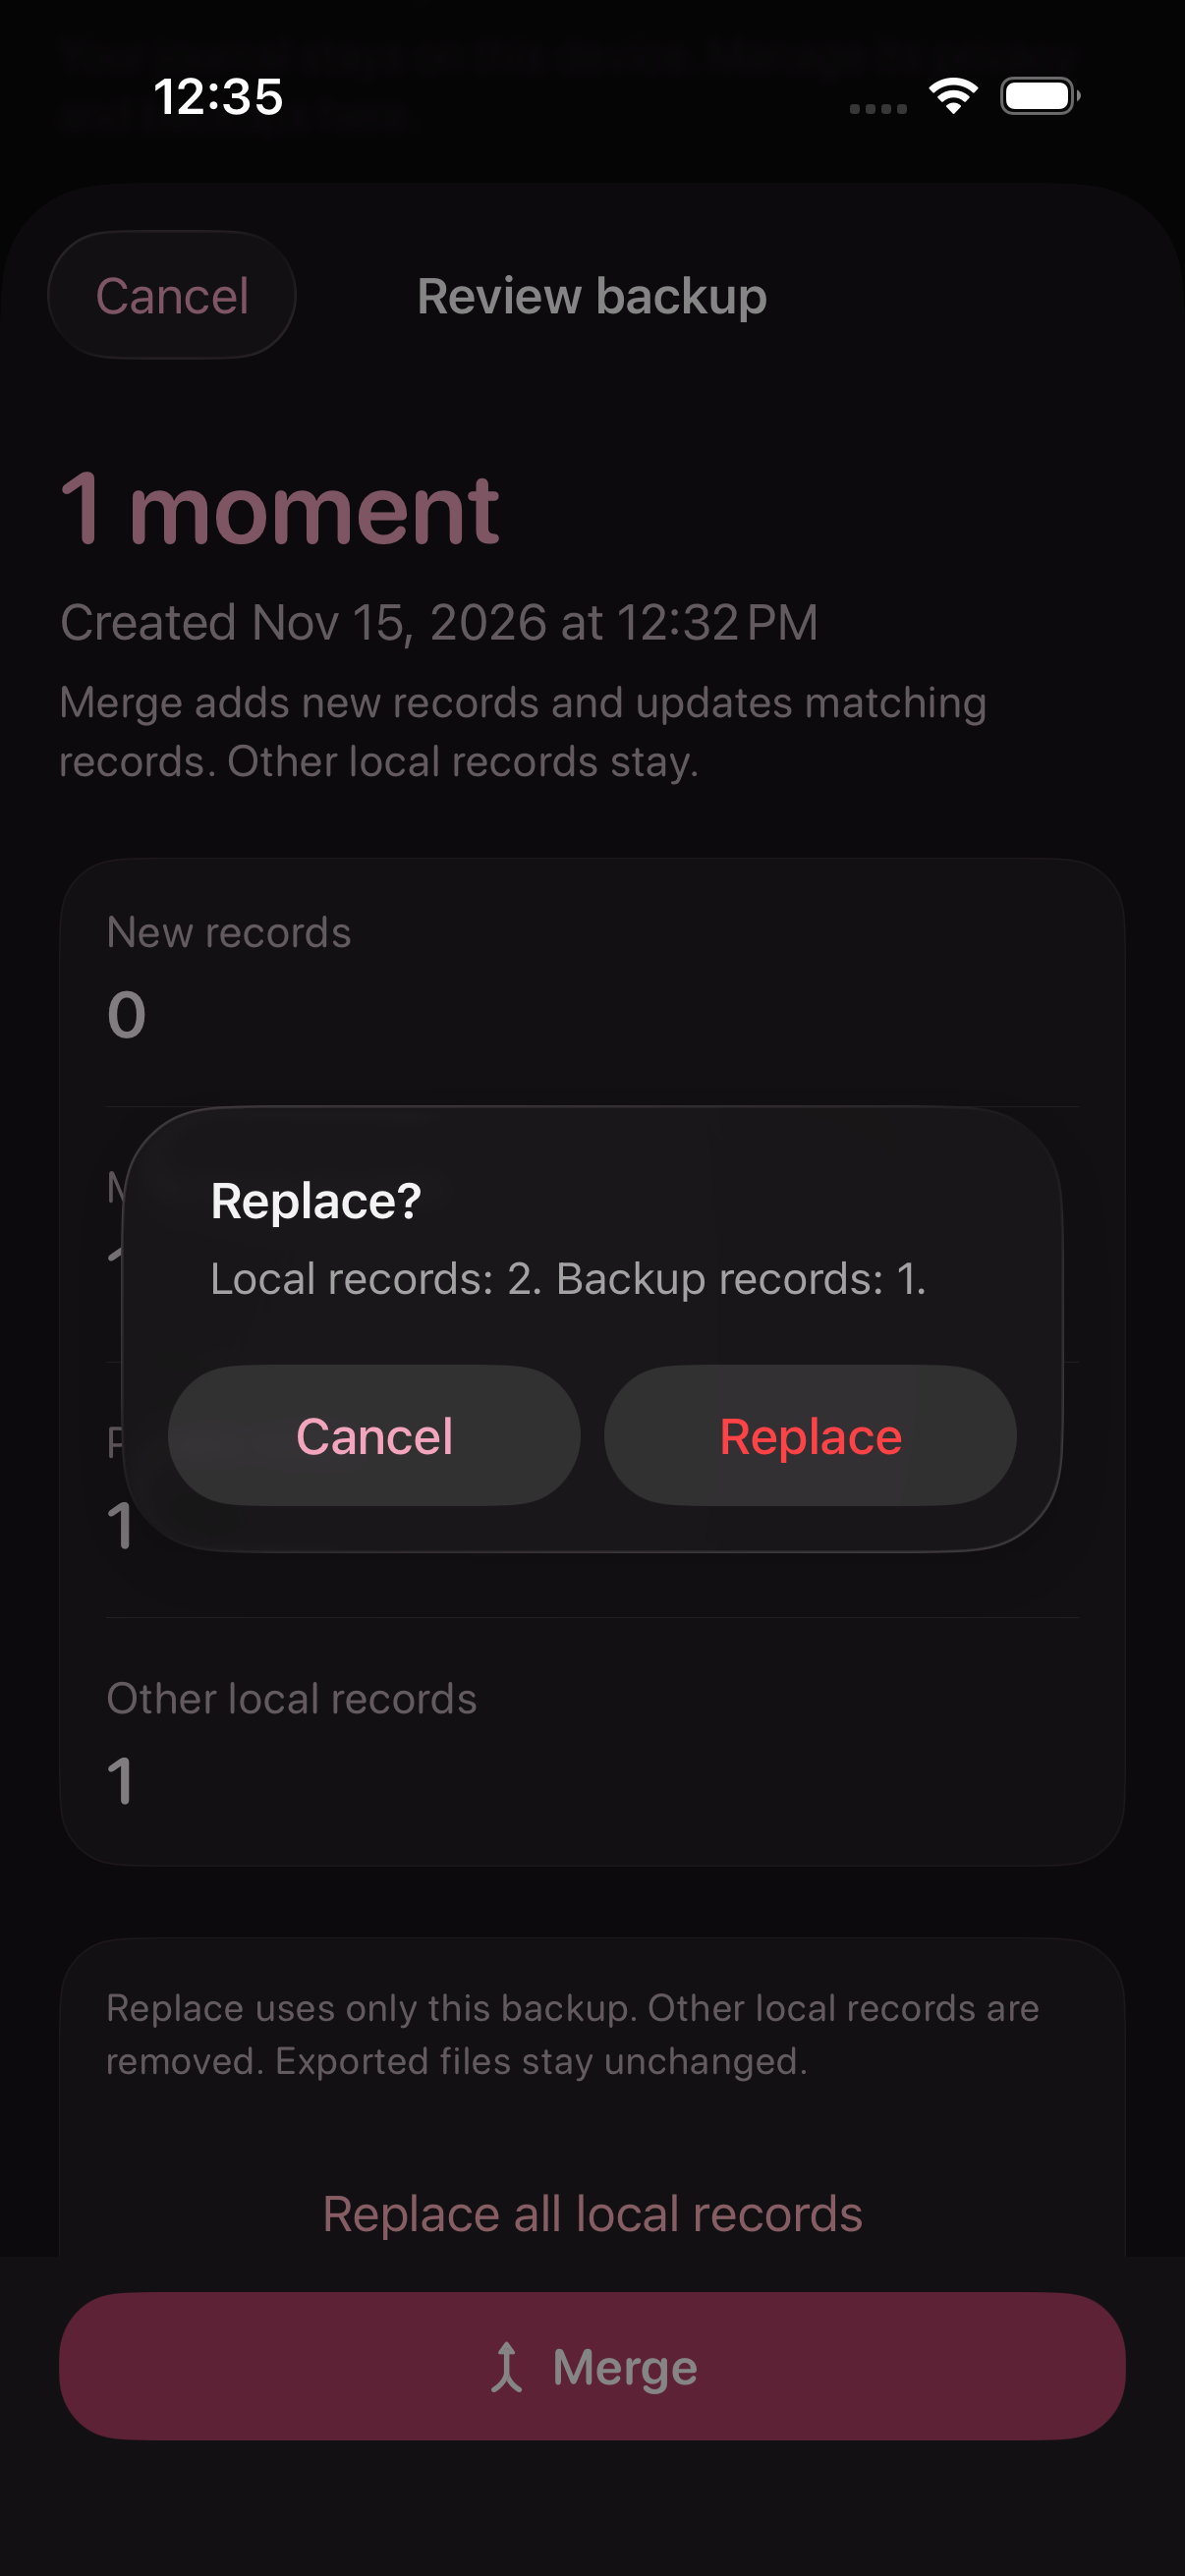 12:35
Cancel
Review backup
1 moment
Created Nov 15, 2026 at 12:32 PM
Merge adds new records and updates matching
records. Other local records stay.
New records
0
Replace?
Local records: 2. Backup records: 1.
Cancel
Replace
1
Other local records
1
Replace uses only this backup. Other local records are
removed. Exported files stay unchanged.
Replace all local records
Merge